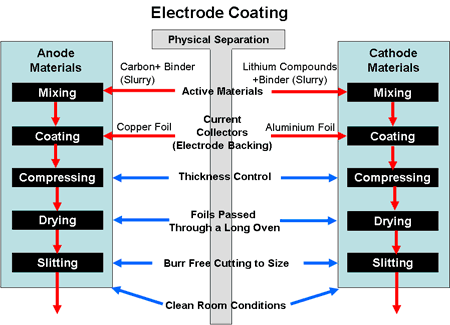 Electrode Coating
Physical Separation
Anode
Materials
Cathode
Materials
Carbon+ Binder
(Slurry)
Lithium Compounds
+Binder (Slurry)
Mixing
Active Materials
Mixing
Copper Foil
Current
Collectors
(Electrode Backing)
Aluminium Foil
Coating
Coating
Compressing
Thickness Control
Compressing
Drying
Foils Passed
Through a Long Oven
Drying
Slitting
Burr Free Cutting to Size
Slitting
Clean Room Conditions